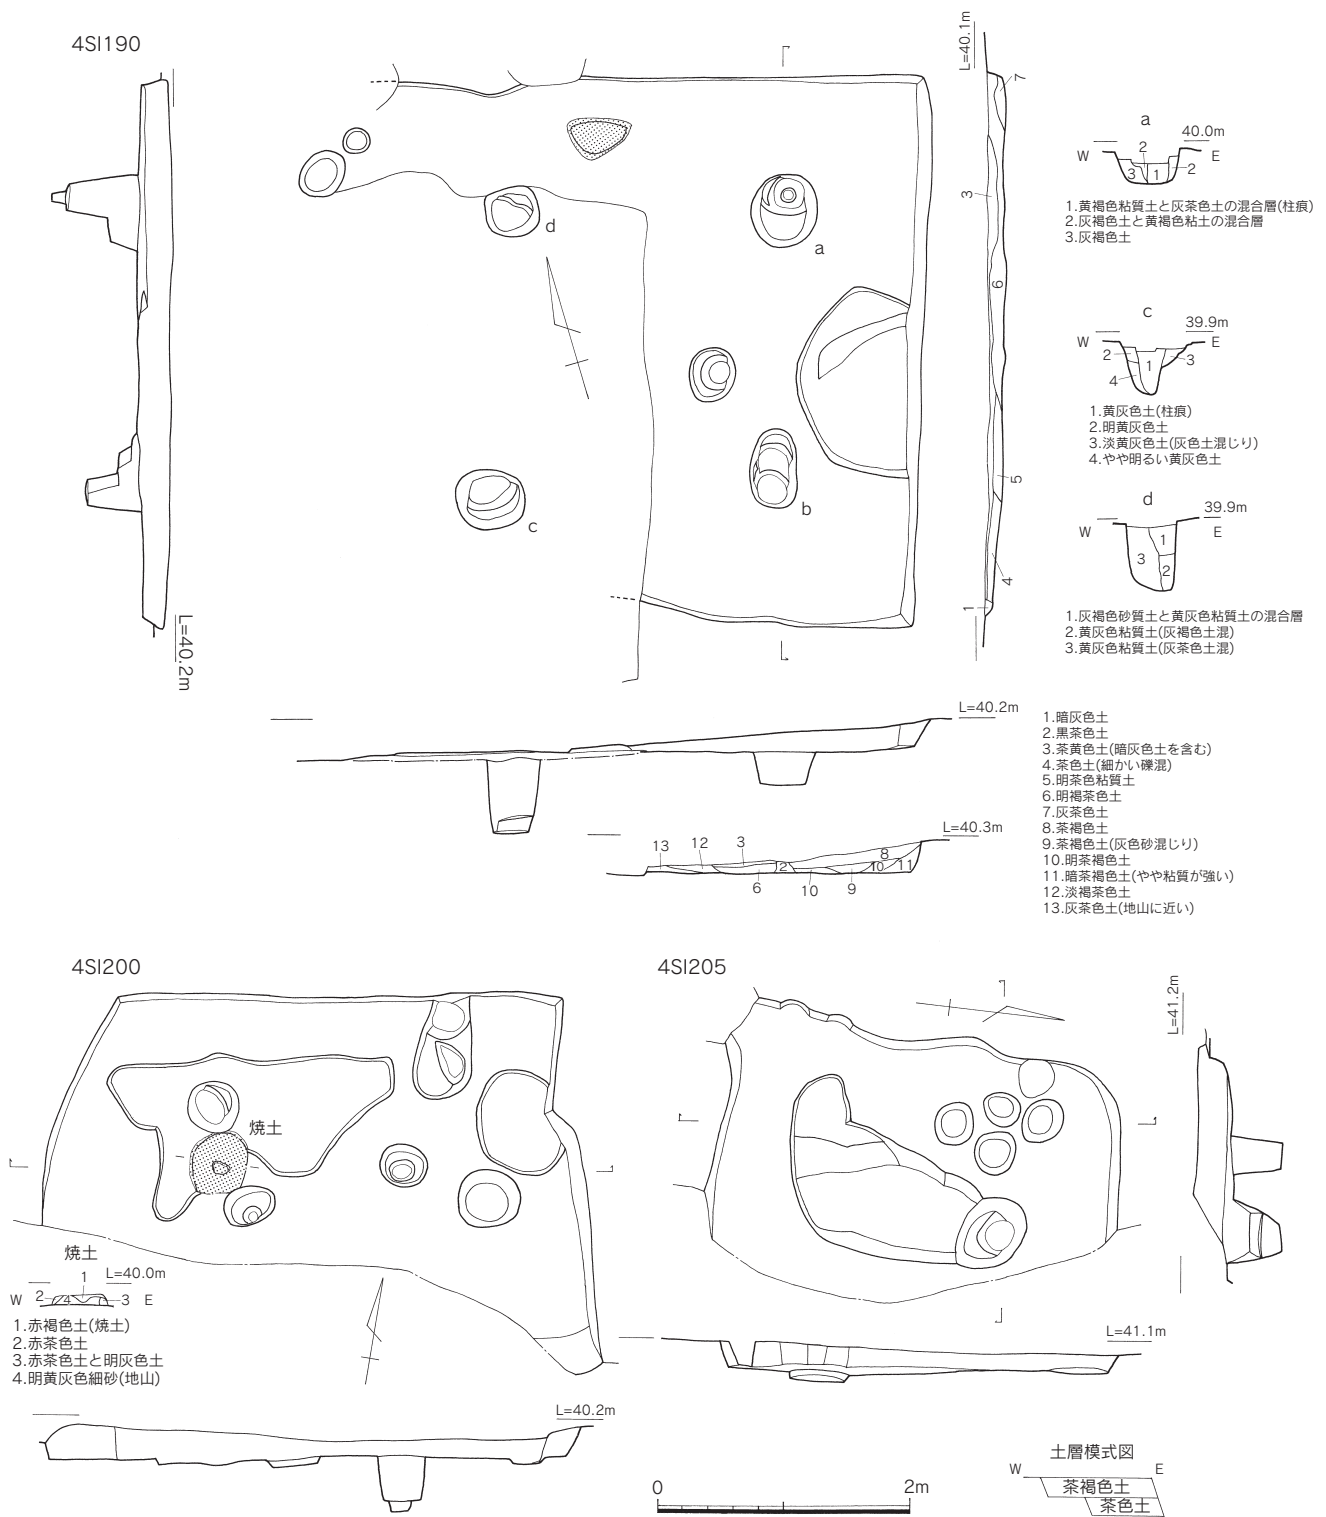 4SI190
L=40.2m
d
a
b
c
L=40.1m
7
3
6
5
4
1
a
40.0m
W
E
2
3
1
2
1.黄褐色粘質土と灰茶色土の混合層(柱痕)
2.灰褐色土と黄褐色粘土の混合層
3.灰褐色土
c
39.9m
W
E
2
1
3
4
1.黄灰色土(柱痕)
2.明黄灰色土
3.淡黄灰色土(灰色土混じり)
4.やや明るい黄灰色土
d
39.9m
W
E
1
3
2
1.灰褐色砂質土と黄灰色粘質土の混合層
2.黄灰色粘質土(灰褐色土混)
3.黄灰色粘質土(灰茶色土混)
L=40.2m
L=40.3m
13
12
3
8
2
10
11
6
10
9
1.暗灰色土
2.黒茶色土
3.茶黄色土(暗灰色土を含む)
4.茶色土(細かい礫混)
5.明茶色粘質土
6.明褐茶色土
7.灰茶色土
8.茶褐色土
9.茶褐色土(灰色砂混じり)
10.明茶褐色土
11.暗茶褐色土(やや粘質が強い)
12.淡褐茶色土
13.灰茶色土(地山に近い)
4SI200
焼土
焼土
1
L=40.0m
W
2
4
3
E
1.赤褐色土(焼土)
2.赤茶色土
3.赤茶色土と明灰色土
4.明黄灰色細砂(地山)
L=40.2m
4SI205
L=41.2m
L=41.1m
0
2m
土層模式図
W
E
茶褐色土
茶色土